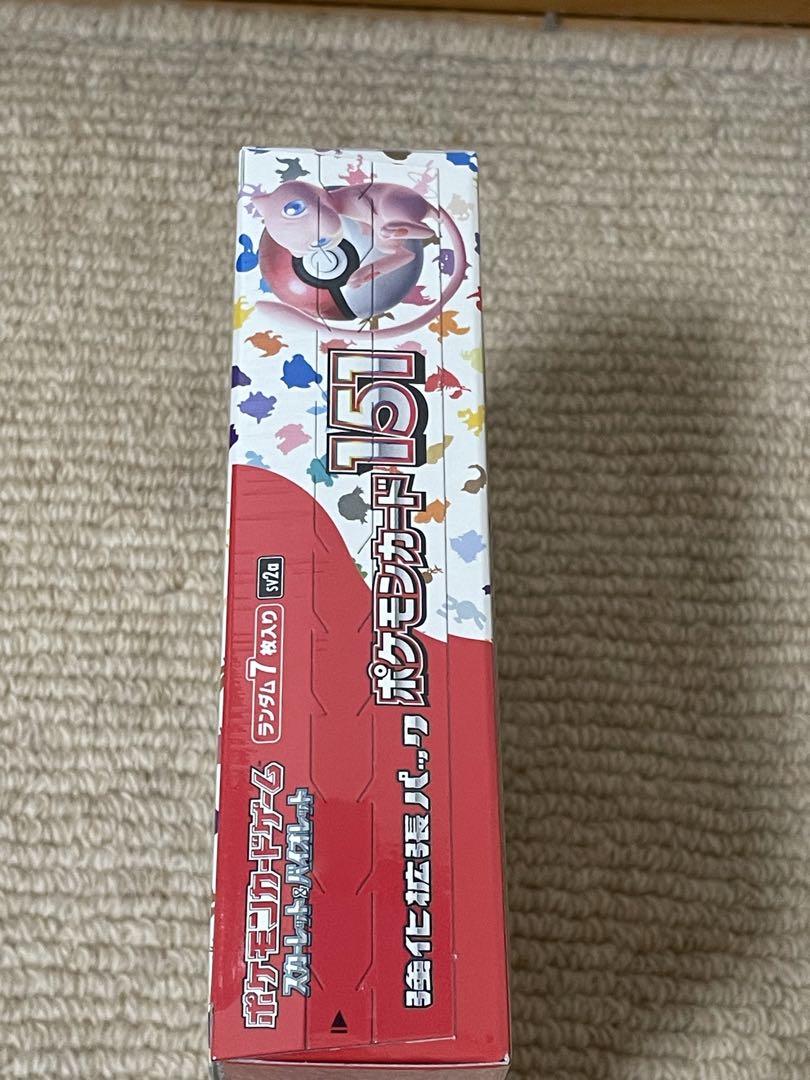 ポケモンカードゲーム
スカーレット&バイオレット
ランダム7枚入り
sv2a
強化拡張パック
ポケモンカード151